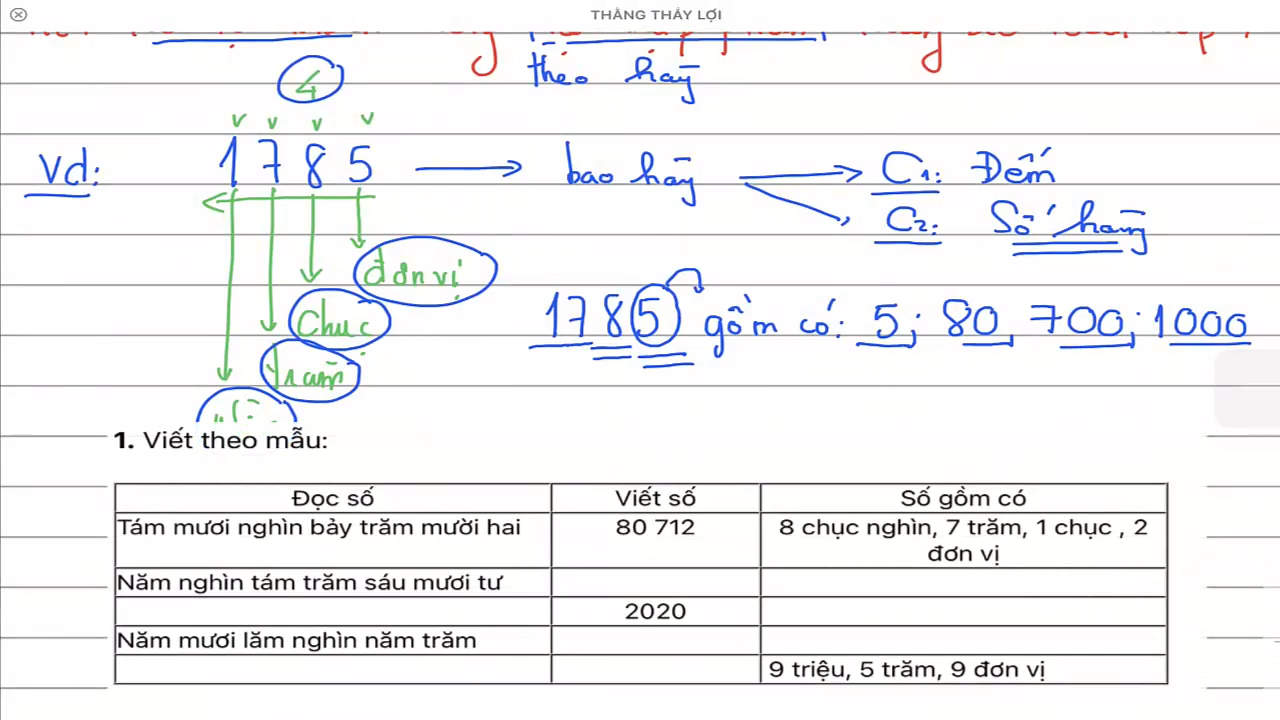 THẰNG THẦY LỢI
theo hàng
4
Vd: 1785 → bao hàng
C1: Đếm
C2: Số hàng
đơn vị
1785 gồm có: 5; 80, 700; 1000
Chục
trăm
1. Viết theo mẫu:
Đọc số Viết số Số gồm có
Tám mươi nghìn bảy trăm mười hai 80 712 8 chục nghìn, 7 trăm, 1 chục , 2
đơn vị
Năm nghìn tám trăm sáu mươi tư
2020
Năm mươi lăm nghìn năm trăm
9 triệu, 5 trăm, 9 đơn vị